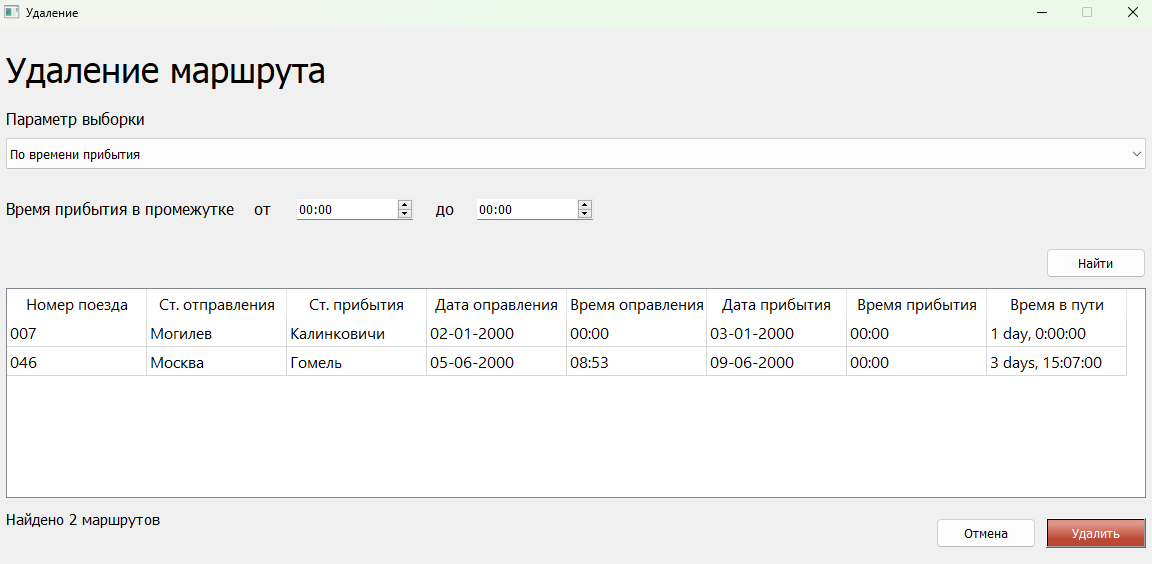 Удаление
Удаление маршрута
Параметр выборки
По времени прибытия
Время прибытия в промежутке от 00:00 до 00:00
Найти
Номер поезда Ст. отправления Ст. прибытия Дата оправления Время оправления Дата прибытия Время прибытия Время в пути
007 Могилев Калинковичи 02-01-2000 00:00 03-01-2000 00:00 1 day, 0:00:00
046 Москва Гомель 05-06-2000 08:53 09-06-2000 00:00 3 days, 15:07:00
Найдено 2 маршрутов
Отмена Удалить